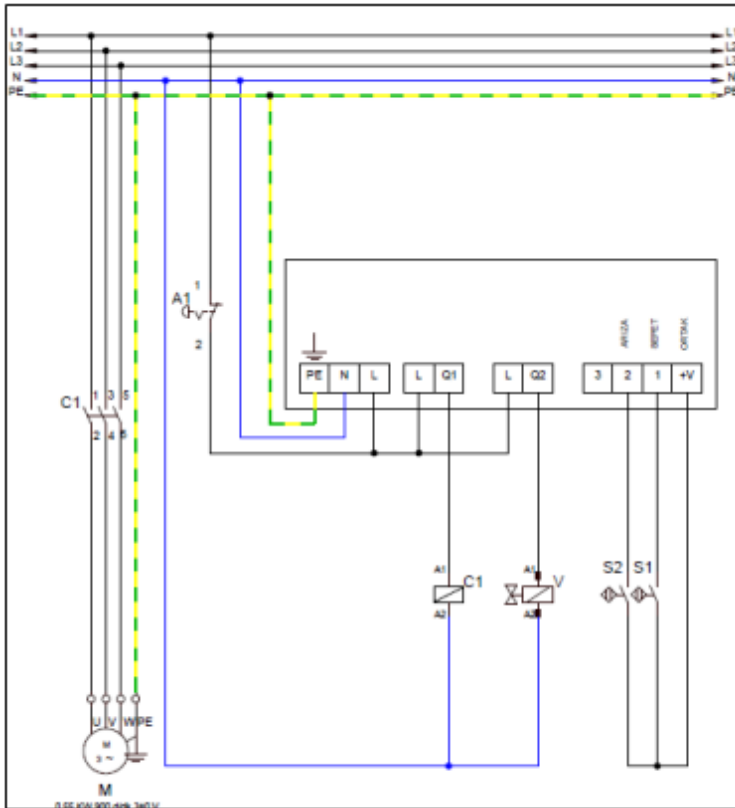 L1 L1
L2 L2
L3 L3
N N
PE PE
A1 1
2
ARIZA
BEPET
ORTAK
PE N L L Q1 L Q2 3 2 1 +V
C1 1 3 5
2 4 6
A1 C1 A1 V S2 S1
A2 A2
U V W PE
M
3 ~
M